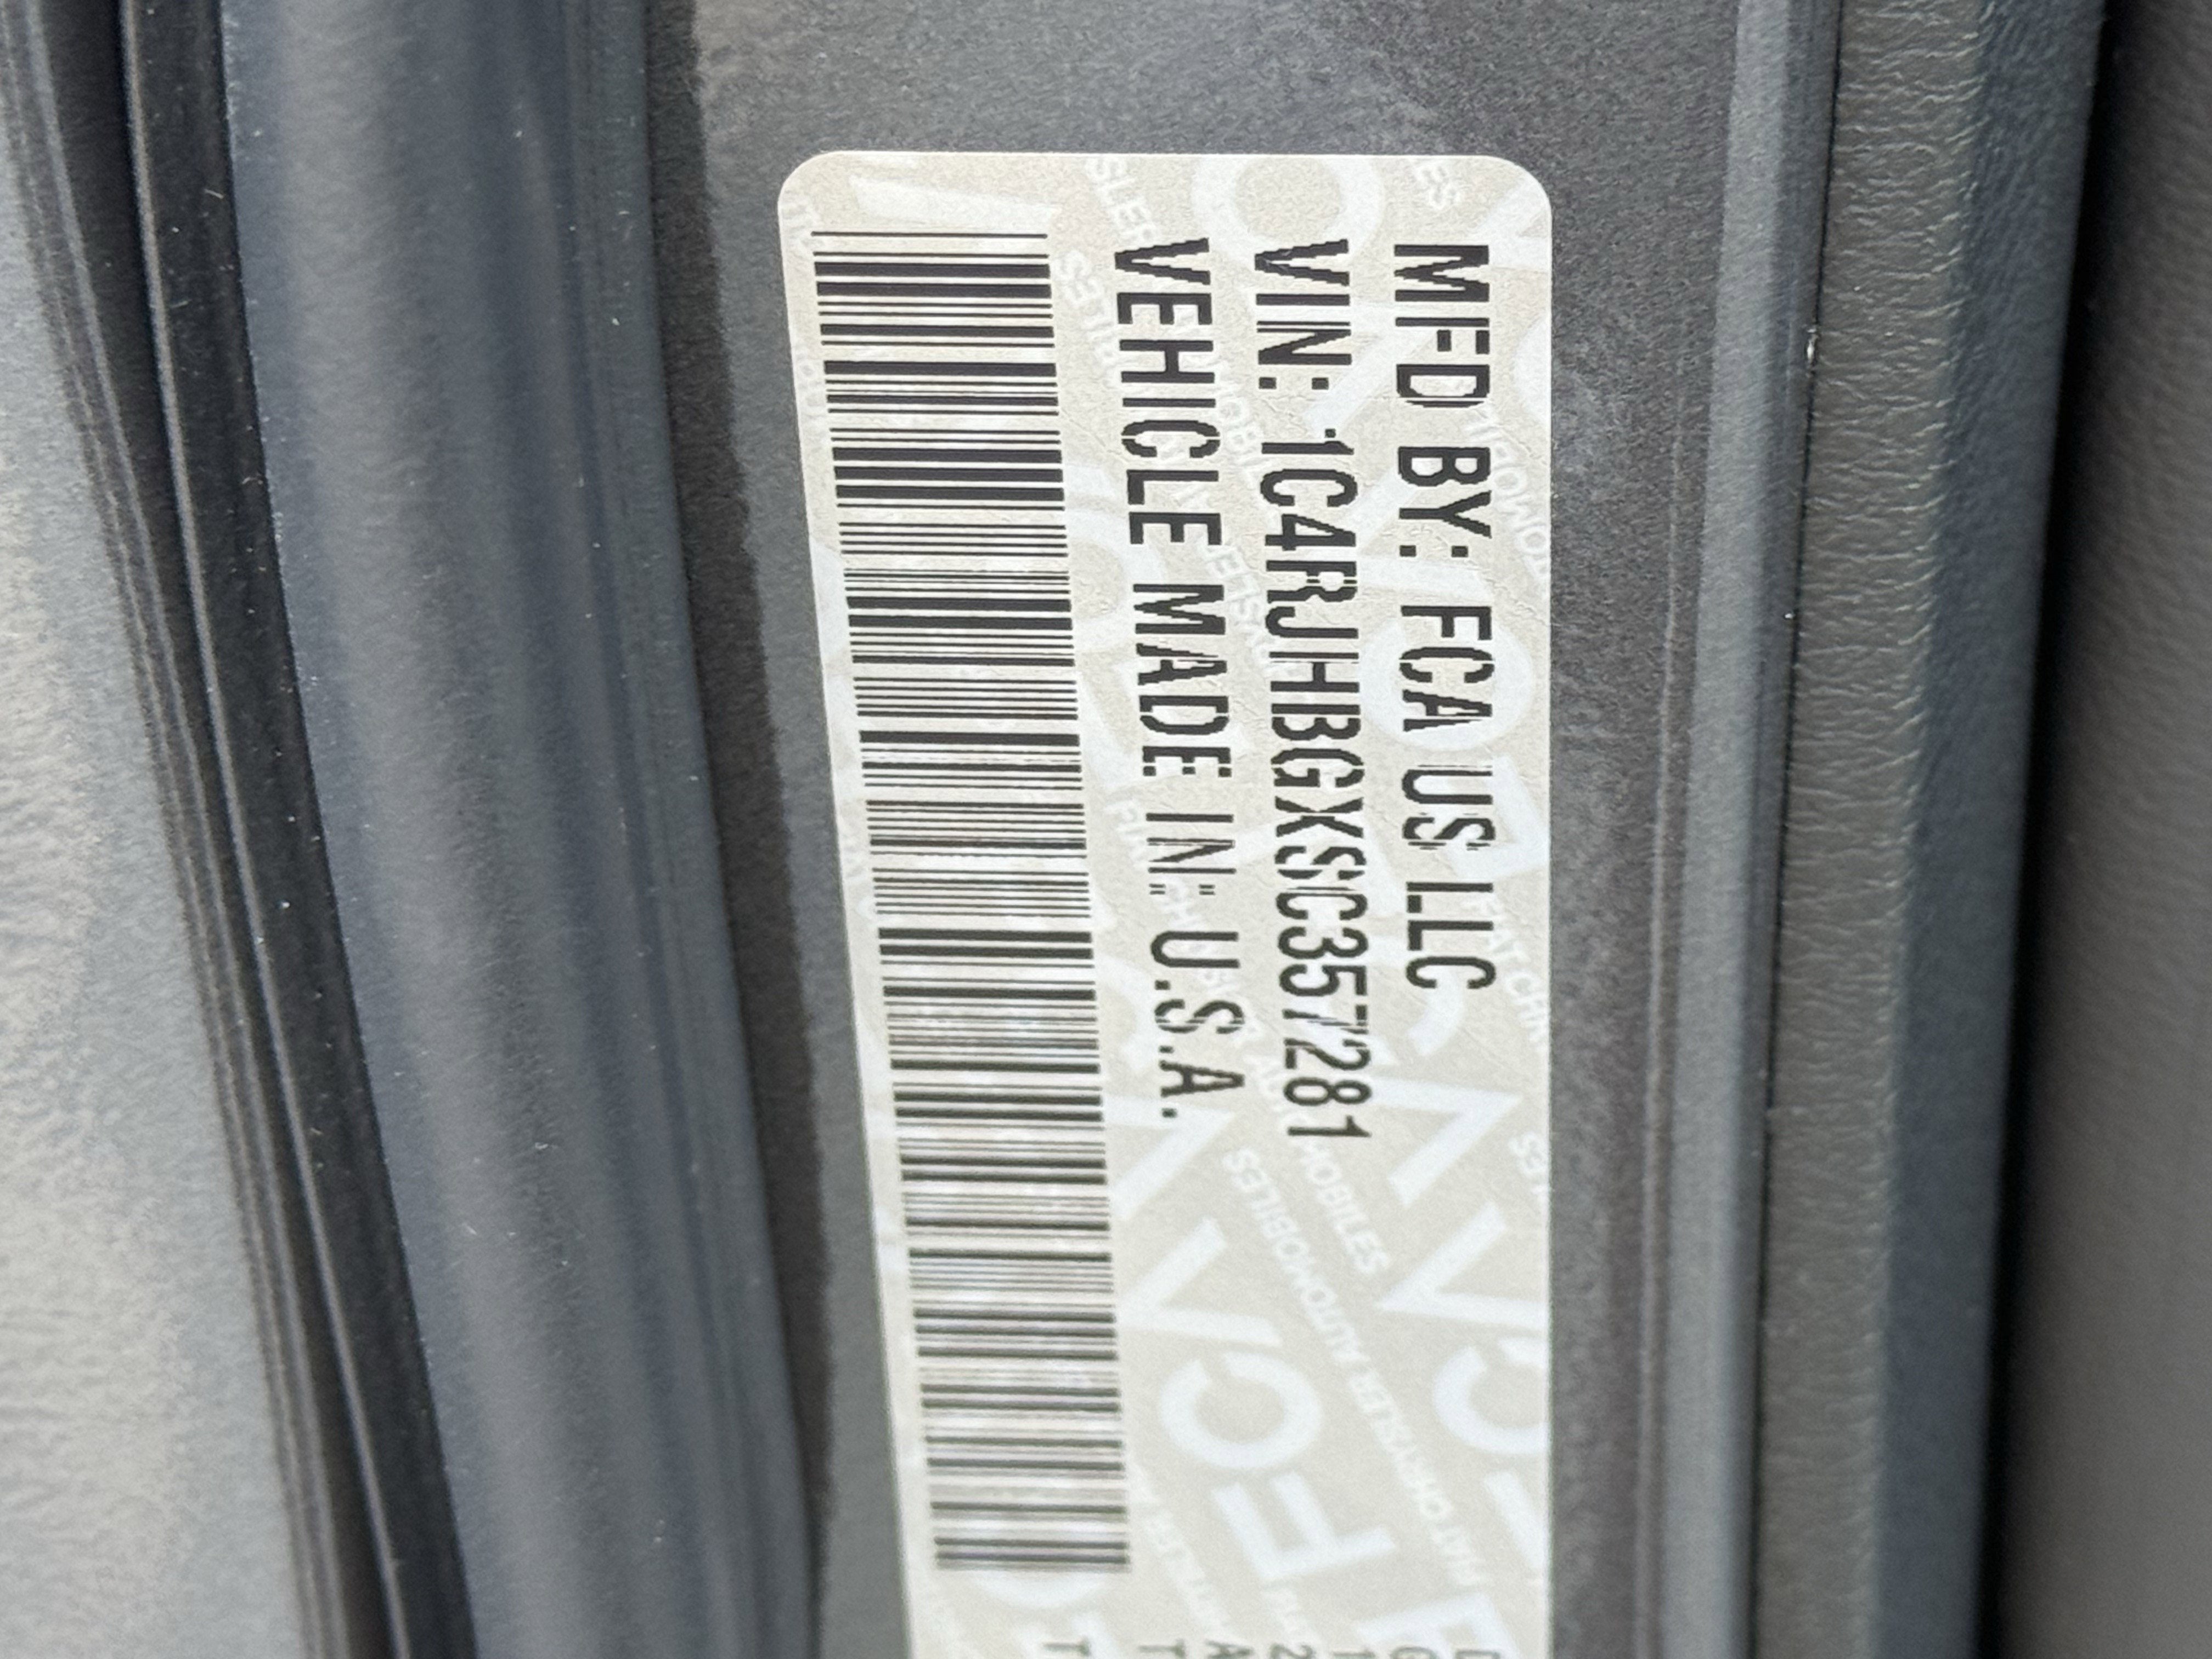 MFD BY: FCA US LLC
VIN: 1C4RJHBGXSC357281
VEHICLE MADE IN: U.S.A.